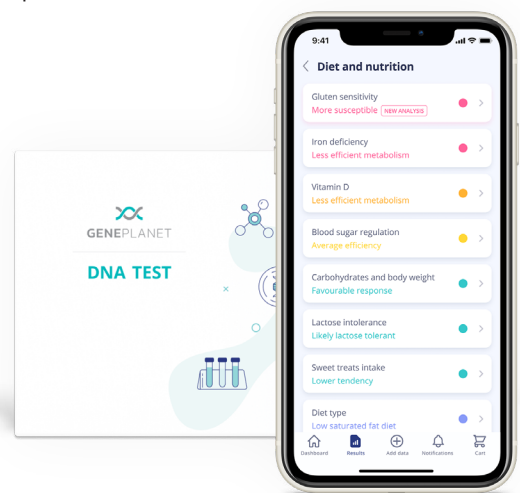 GENEPLANET
DNA TEST
9:41
Diet and nutrition
Gluten sensitivity
More susceptible NEW ANALYSIS
Iron deficiency
Less efficient metabolism
Vitamin D
Less efficient metabolism
Blood sugar regulation
Average efficiency
Carbohydrates and body weight
Favourable response
Lactose intolerance
Likely lactose tolerant
Sweet treats intake
Lower tendency
Diet type
Low saturated fat diet
Dashboard Results Add data Notifications Cart